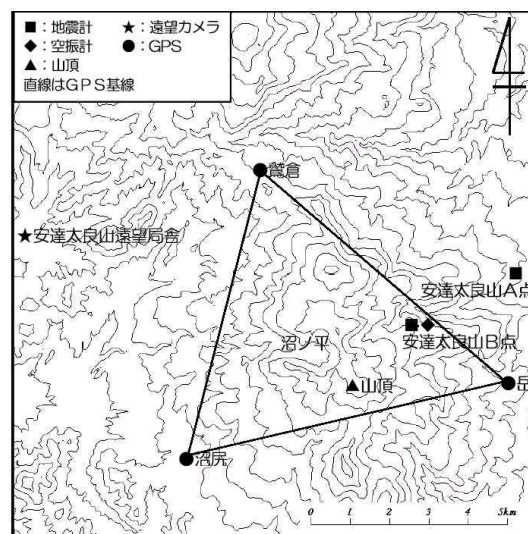 ■：地震計 ★：遠望カメラ
◆：空振計 ●：GPS
▲：山頂
直線はGPS基線
鷲倉
★安達太良山遠望局舎
安達太良山A点
沼ノ平
安達太良山B点
山頂
岳
沼尻
0 1 2 3 4 5km